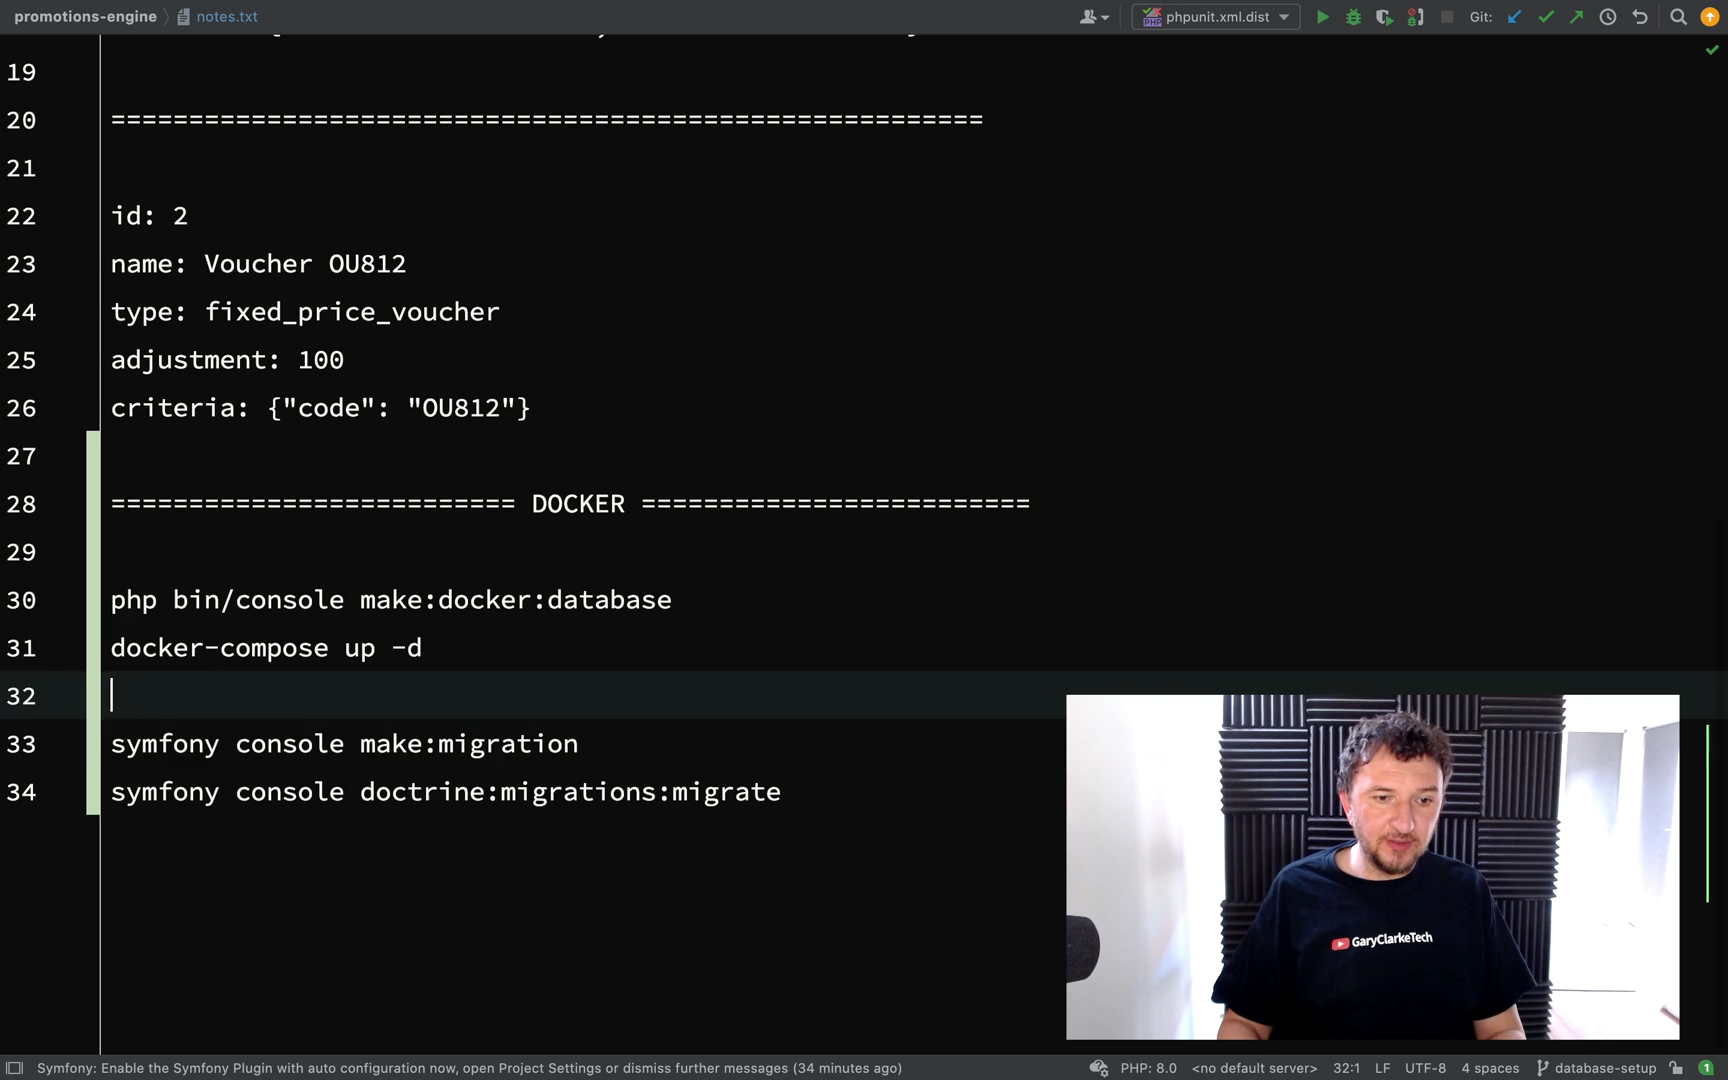 promotions-engine
notes.txt
phpunit.xml.dist
Git:
19
20 ========================================================
21
22 id: 2
23 name: Voucher OU812
24 type: fixed_price_voucher
25 adjustment: 100
26 criteria: {"code": "OU812"}
27
28 ========================== DOCKER =========================
29
30 php bin/console make:docker:database
31 docker-compose up -d
32
33 symfony console make:migration
34 symfony console doctrine:migrations:migrate
GaryClarkeTech
Symfony: Enable the Symfony Plugin with auto configuration now, open Project Settings or dismiss further messages (34 minutes ago)
PHP: 8.0 <no default server> 32:1 LF UTF-8 4 spaces database-setup 1